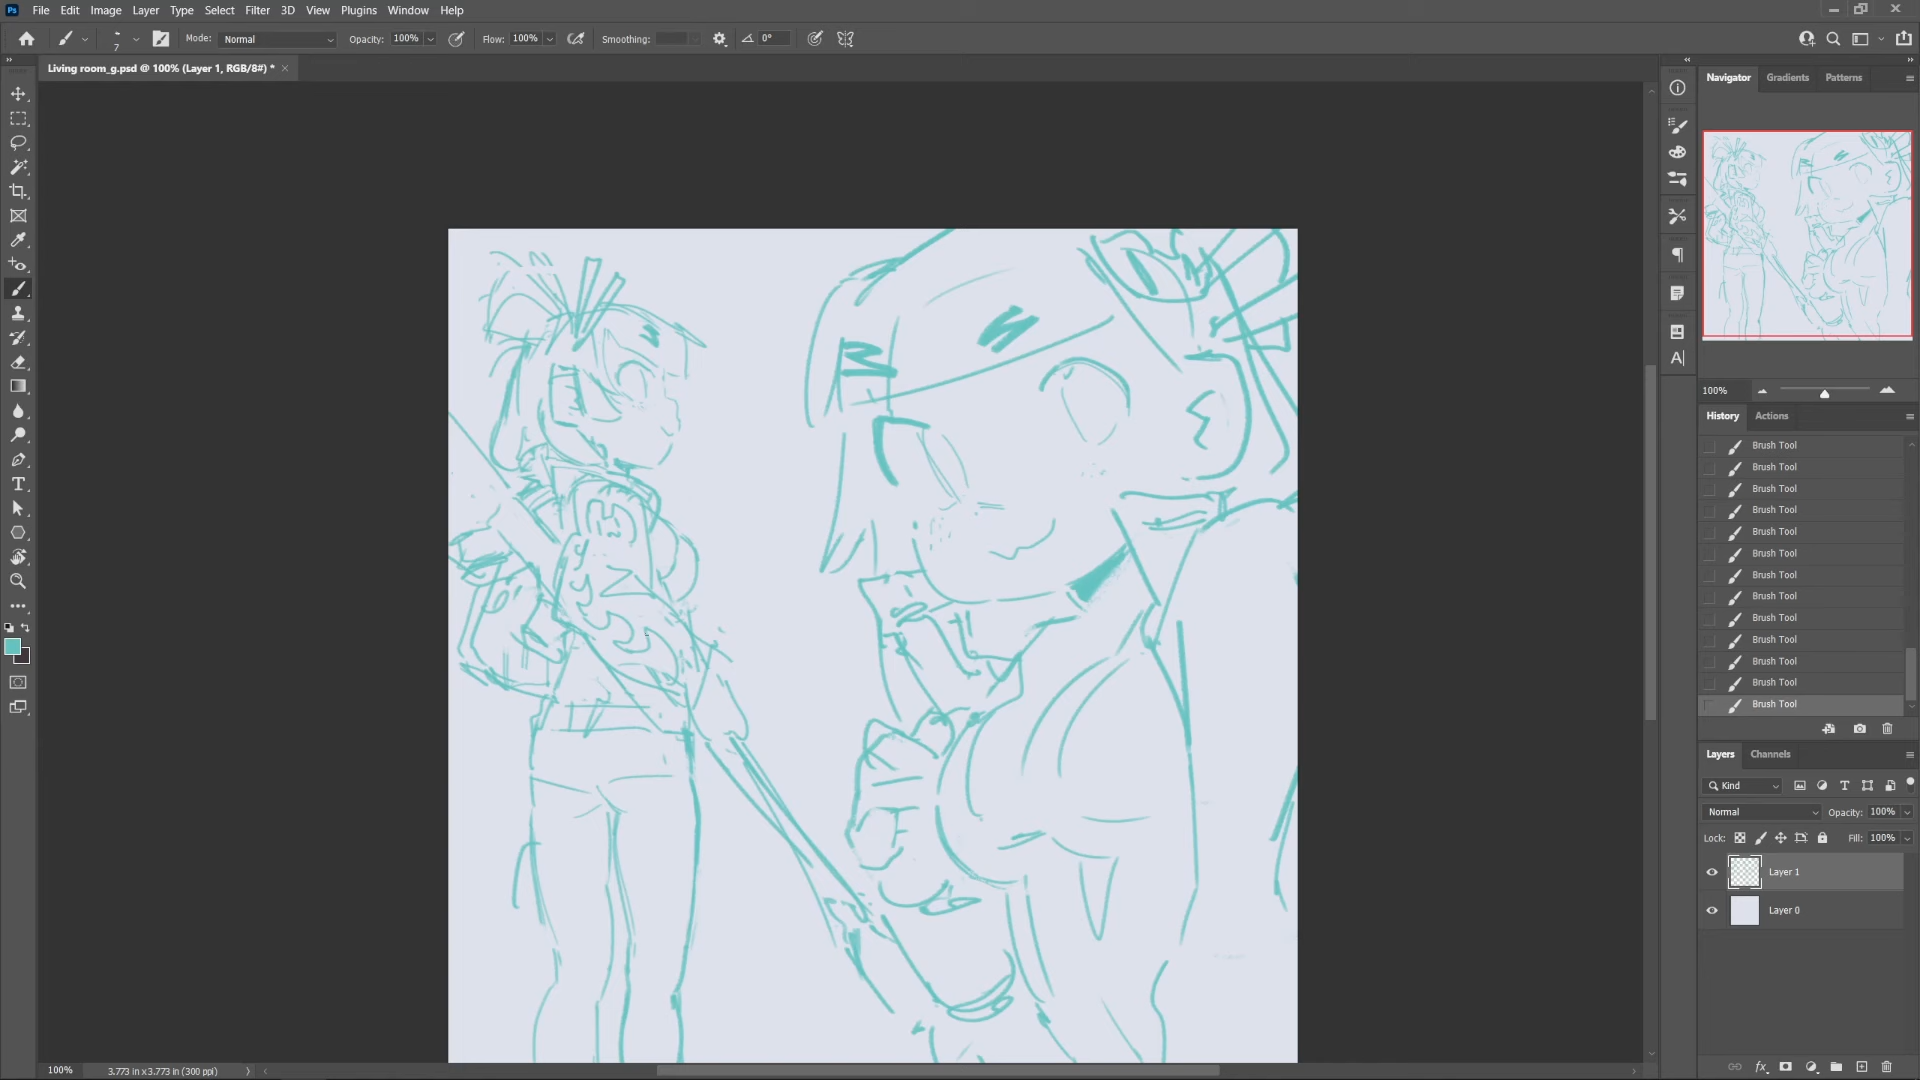 Ps File Edit Image Layer Type Select Filter 3D View Plugins Window Help
7 Mode: Normal Opacity: 100% Flow: 100% Smoothing: 0°
Living room_g.psd @ 100% (Layer 1, RGB/8#) *
Navigator Gradients Patterns
100%
History Actions
Brush Tool
Brush Tool
Brush Tool
Brush Tool
Brush Tool
Brush Tool
Brush Tool
Brush Tool
Brush Tool
Brush Tool
Brush Tool
Brush Tool
Brush Tool
Layers Channels
Kind
Normal Opacity: 100%
Lock: Fill: 100%
Layer 1
Layer 0
100% 3.773 in x 3.773 in (300 ppi)